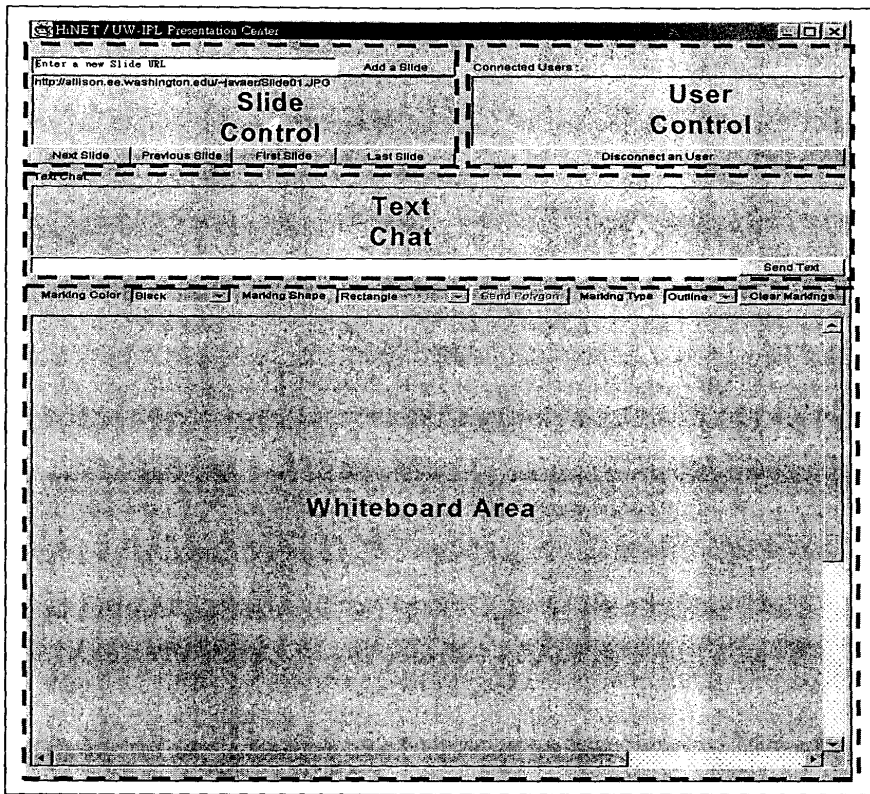 HiNET / UW-IPL Presentation Center
Enter a new Slide URL
Add a Slide
http://allison.ee.washington.edu/~javaer/Slide01.JPG
Slide
Control
Next Slide
Previous Slide
First Slide
Last Slide
Connected Users :
User
Control
Disconnect an User
Text Chat
Text
Chat
Send Text
Marking Color
Black
Marking Shape
Rectangle
Send Polygon
Marking Type
Outline
Clear Markings
Whiteboard Area